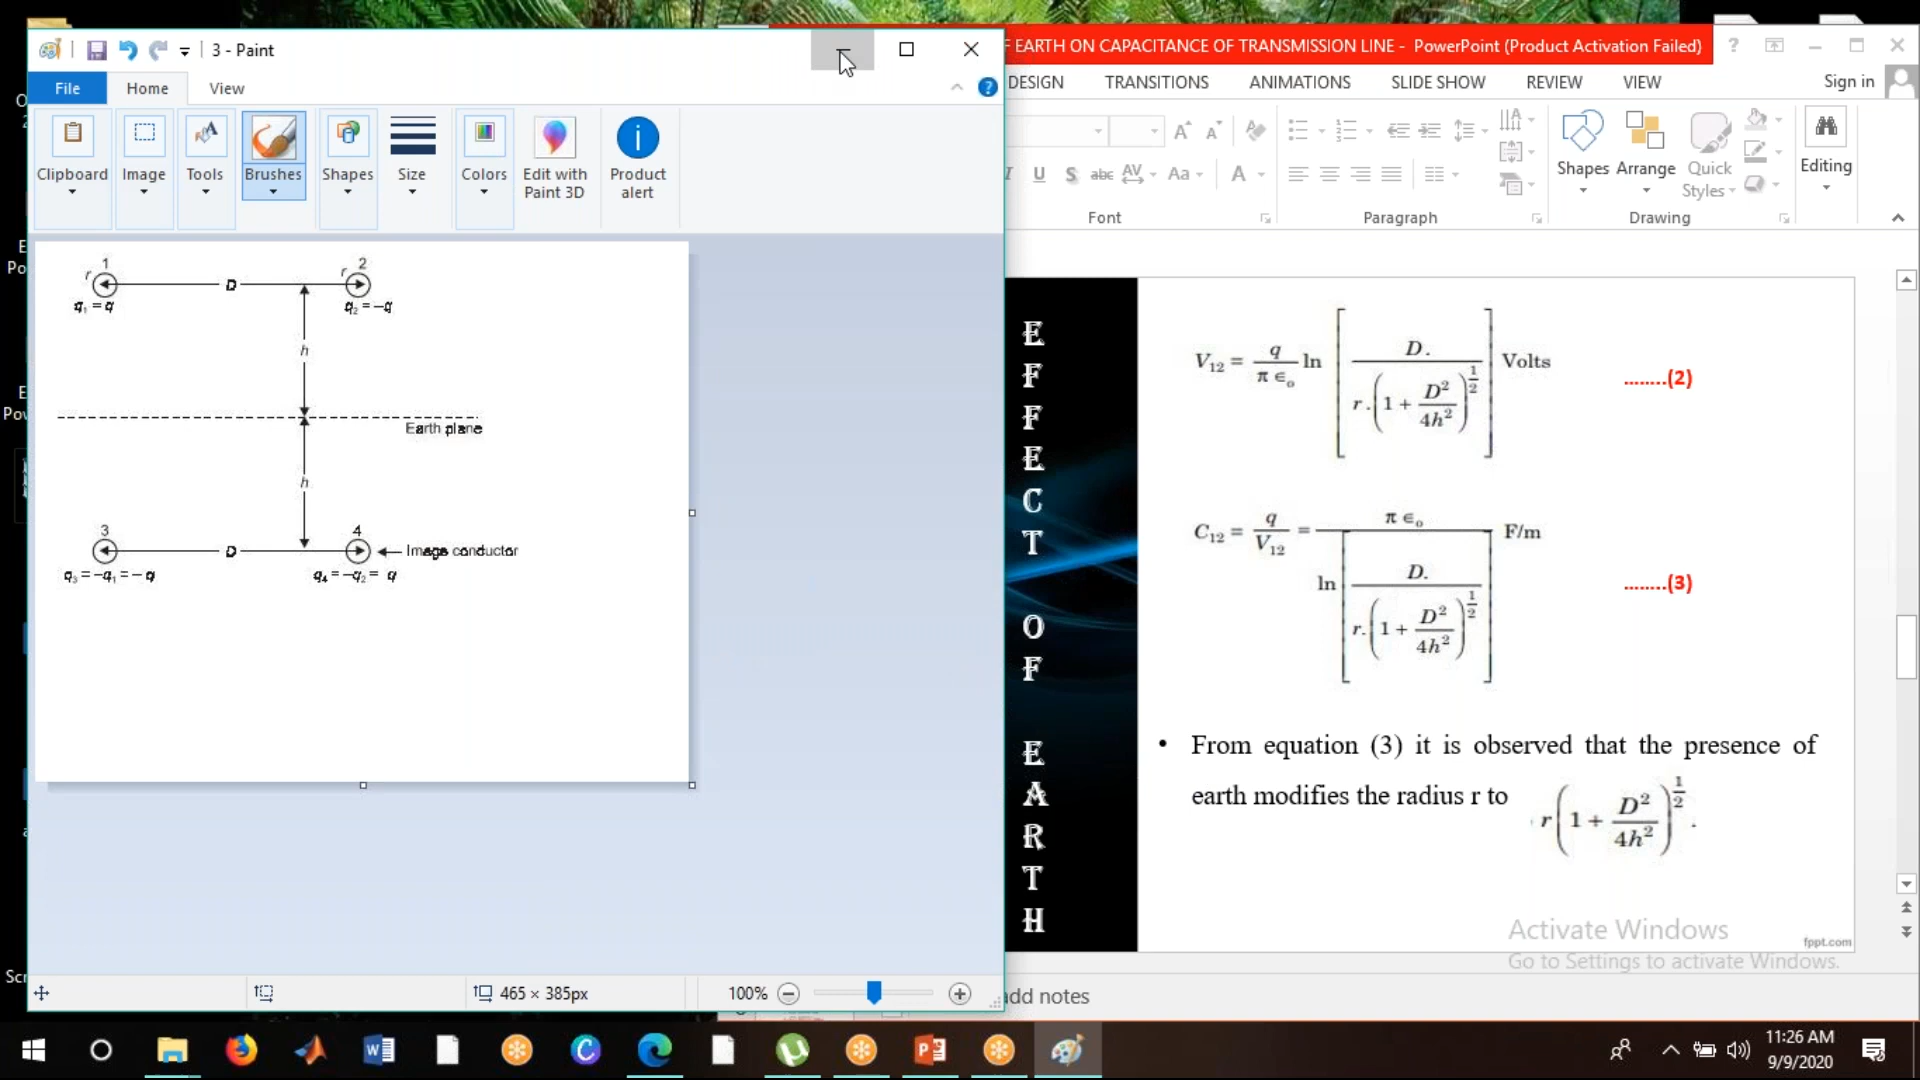 3 - Paint
F EARTH ON CAPACITANCE OF TRANSMISSION LINE - PowerPoint (Product Activation Failed)
File Home View
DESIGN TRANSITIONS ANIMATIONS SLIDE SHOW REVIEW VIEW Sign in
Clipboard Image Tools Brushes Shapes Size Colors Edit with Paint 3D Product alert
Shapes Arrange Quick Styles Editing
Font Paragraph Drawing
1 2
r r
D
q₁ = q q₂ = –q
h
Earth plane
h
3 4
D
Image conductor
q₃ = –q₁ = – q q₄ = –q₂ = q
EFFECT OF EARTH
V₁₂ = q/(π ∈ₒ) ln [ D. / r . (1 + D²/4h²)^(1/2) ] Volts ........(2)
C₁₂ = q/V₁₂ = π ∈ₒ / ln [ D. / r. (1 + D²/4h²)^(1/2) ] F/m ........(3)
• From equation (3) it is observed that the presence of
earth modifies the radius r to r(1 + D²/4h²)^(1/2) .
Activate Windows
Go to Settings to activate Windows.
fppt.com
465 × 385px 100%
add notes
11:26 AM
9/9/2020